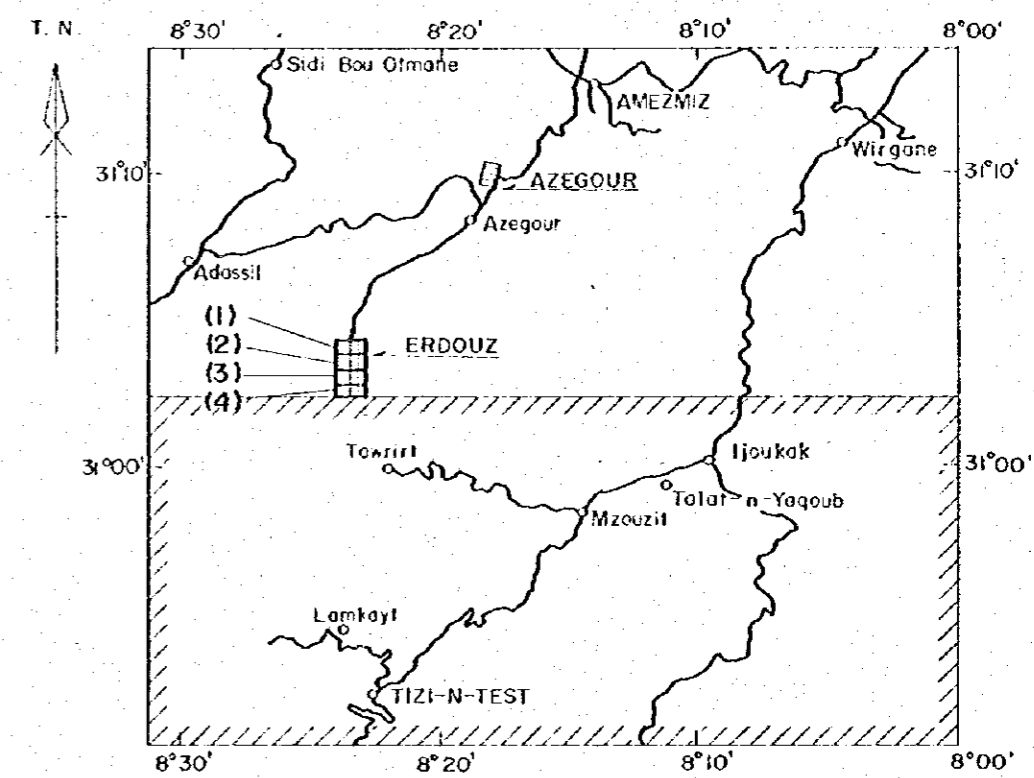 T. N.
8°30' 8°20' 8°10' 8°00'
Sidi Bou Otmane
AMEZMIZ
Wirgane
31°10' 31°10'
AZEGOUR
Azegour
Adassil
(1)
(2) ERDOUZ
(3)
(4)
Tawrirt
31°00' Ijoukak 31°00'
Talat-n-Yaqoub
Mzouzit
Lamkayt
TIZI-N-TEST
8°30' 8°20' 8°10' 8°00'